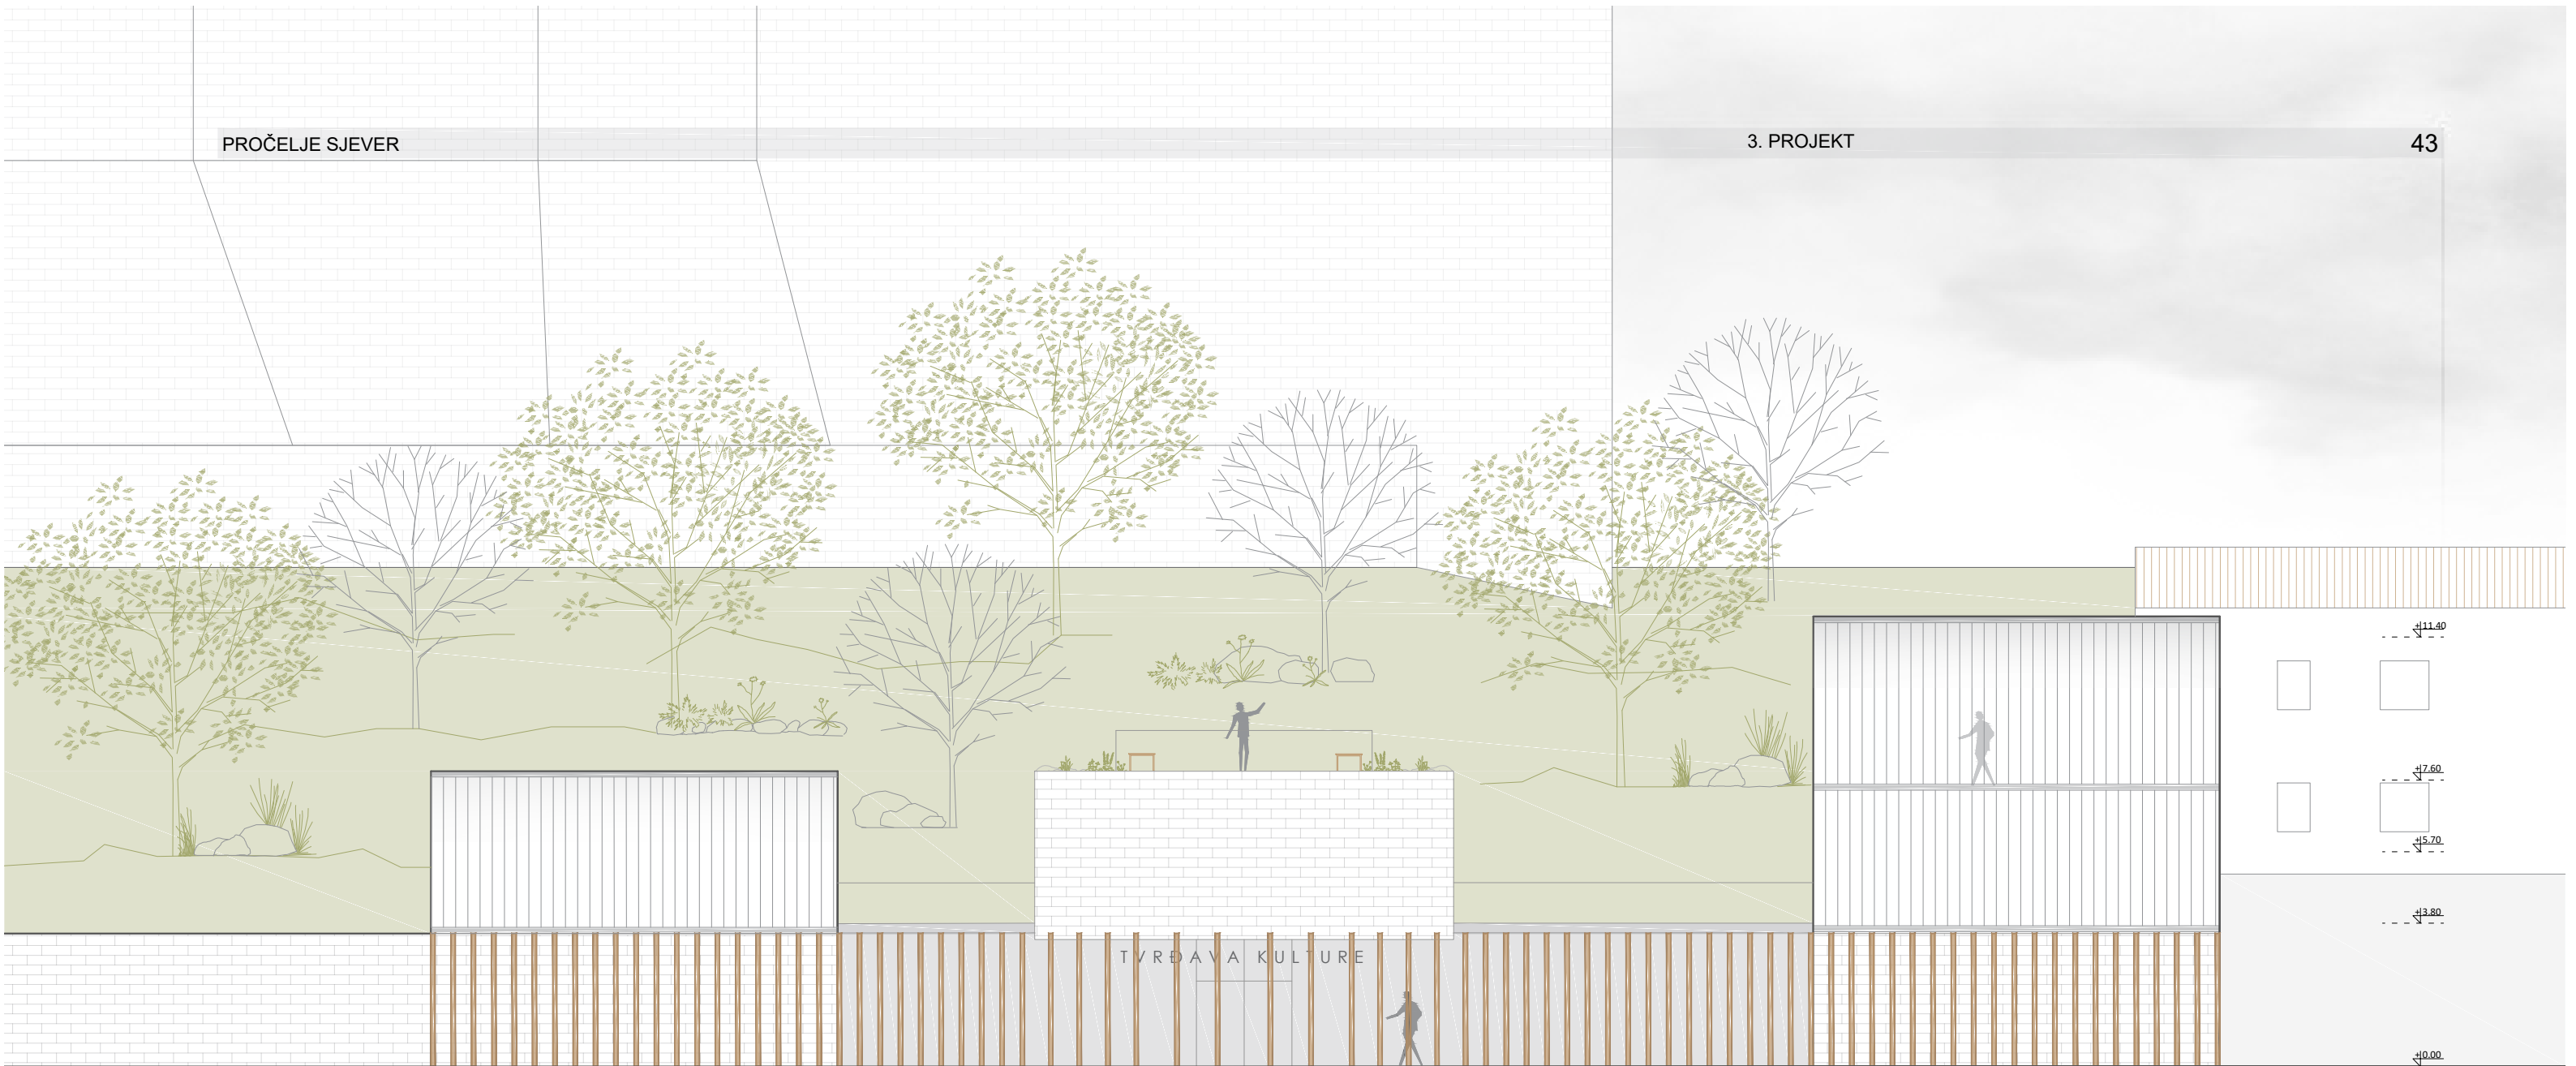 PROČELJE SJEVER
3. PROJEKT
43
+11.40
+7.60
+5.70
+3.80
TVRĐAVA KULTURE
+0.00